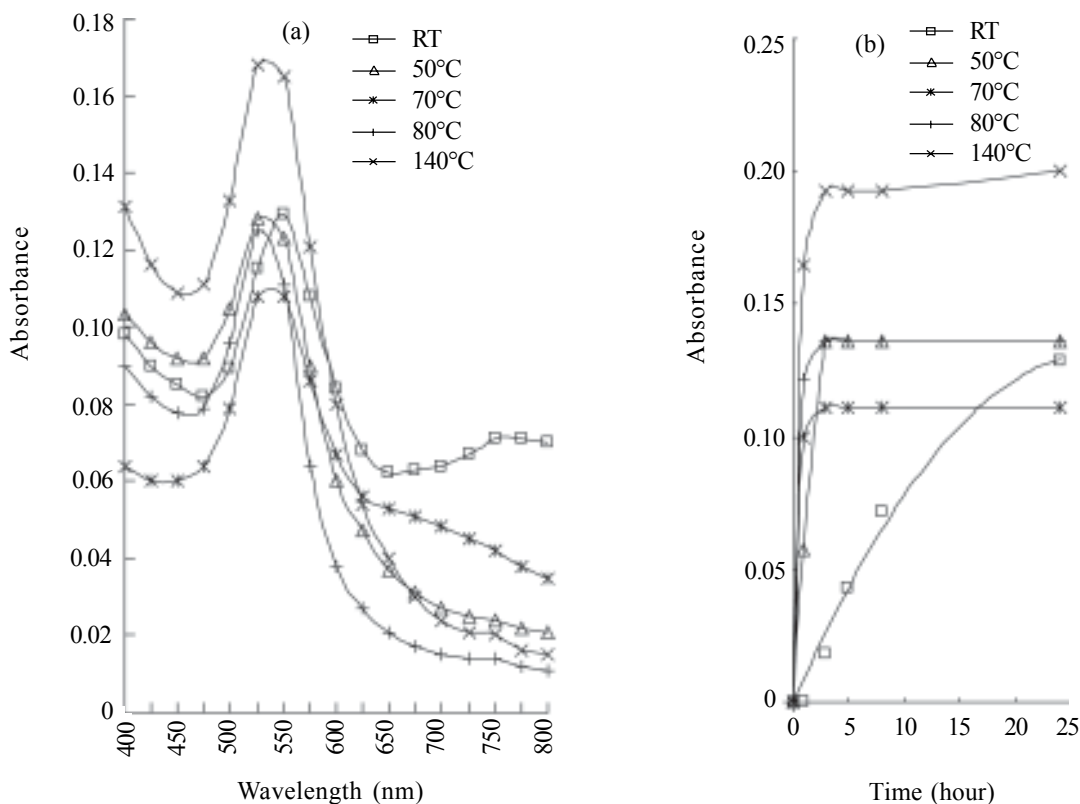 (a)
RT
50°C
70°C
80°C
140°C
0.18
0.16
0.14
0.12
0.10
0.08
0.06
0.04
0.02
0
Absorbance
400
450
500
550
600
650
700
750
800
Wavelength (nm)
(b)
RT
50°C
70°C
80°C
140°C
0.25
0.20
0.15
0.10
0.05
0
Absorbance
0 5 10 15 20 25
Time (hour)